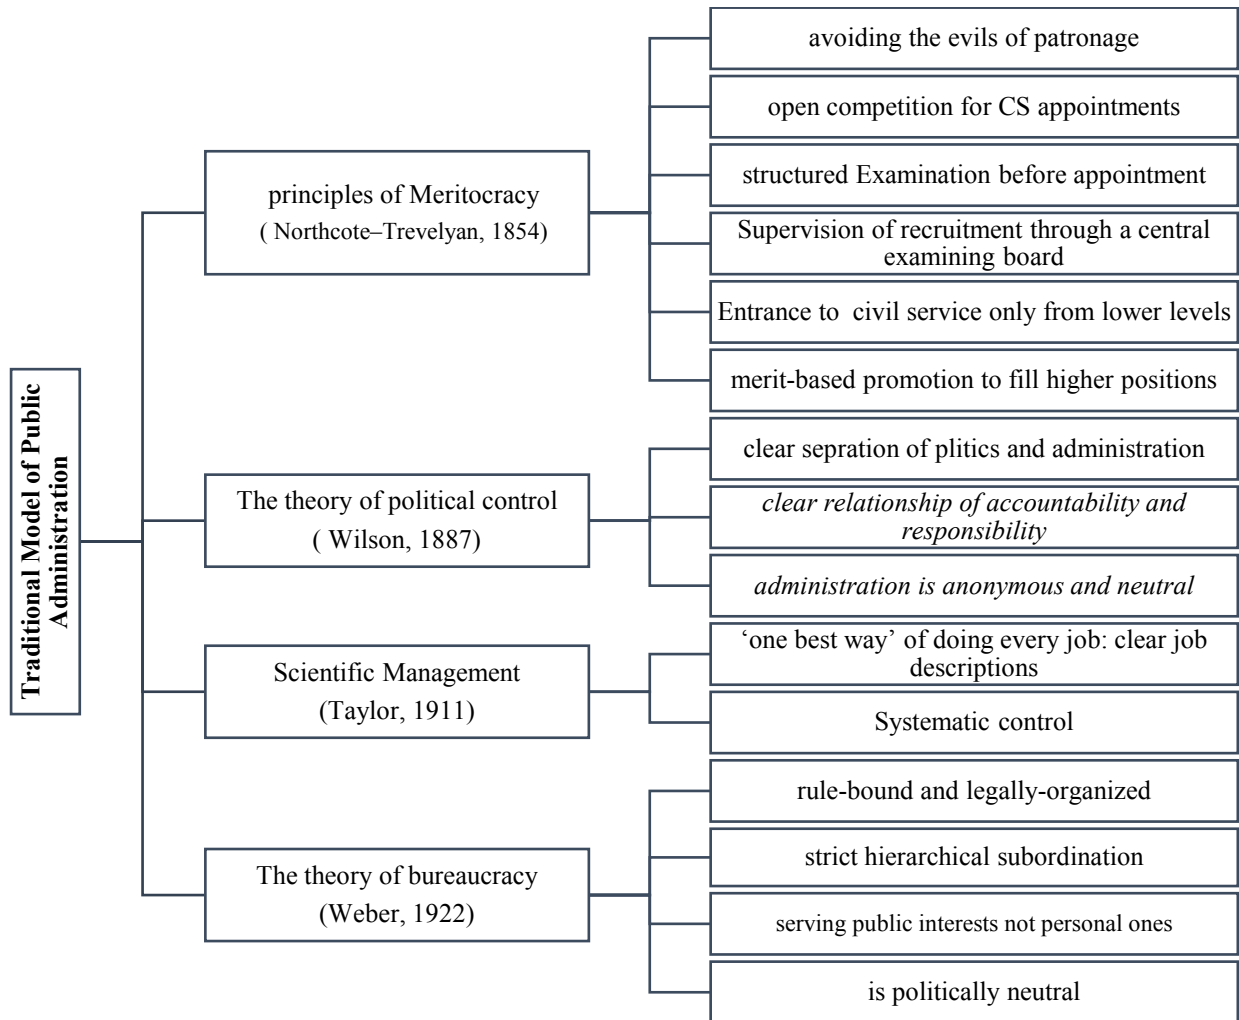 Traditional Model of Public
Administration
principles of Meritocracy
( Northcote–Trevelyan, 1854)
avoiding the evils of patronage
open competition for CS appointments
structured Examination before appointment
Supervision of recruitment through a central
examining board
Entrance to  civil service only from lower levels
merit-based promotion to fill higher positions
The theory of political control
( Wilson, 1887)
clear sepration of plitics and administration
clear relationship of accountability and
responsibility
administration is anonymous and neutral
Scientific Management
(Taylor, 1911)
‘one best way’ of doing every job: clear job
descriptions
Systematic control
The theory of bureaucracy
(Weber, 1922)
rule-bound and legally-organized
strict hierarchical subordination
serving public interests not personal ones
is politically neutral